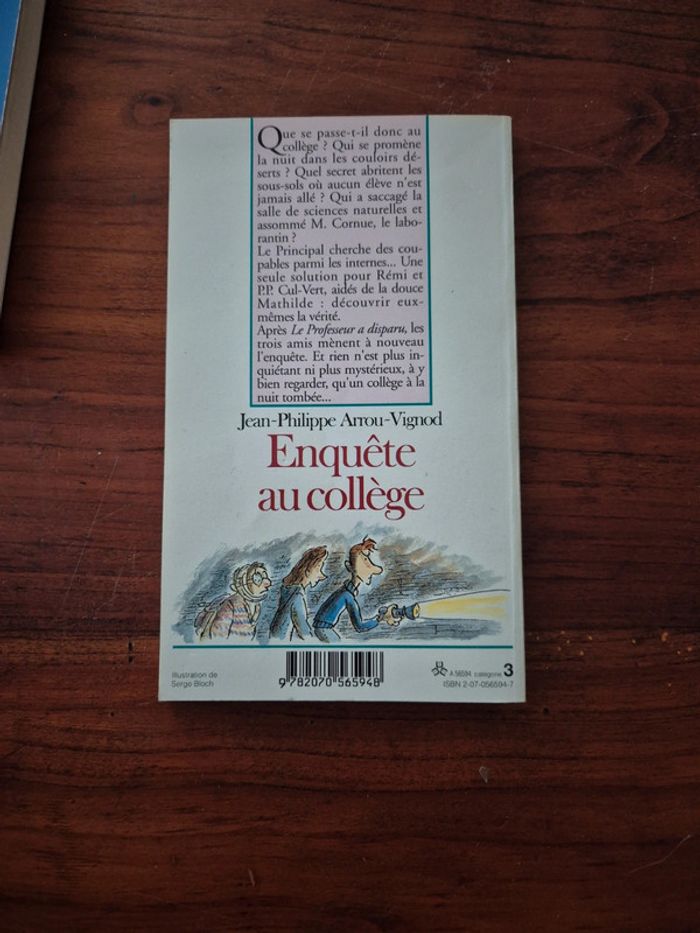 Que se passe-t-il donc au
collège ? Qui se promène
la nuit dans les couloirs dé-
serts ? Quel secret abritent les
sous-sols où aucun élève n'est
jamais allé ? Qui a saccagé la
salle de sciences naturelles et
assommé M. Cornue, le labo-
rantin ?
Le Principal cherche des cou-
pables parmi les internes... Une
seule solution pour Rémi et
P.P. Cul-Vert, aidés de la douce
Mathilde : découvrir eux-
mêmes la vérité.
Après Le Professeur a disparu, les
trois amis mènent à nouveau
l'enquête. Et rien n'est plus in-
quiétant ni plus mystérieux, à y
bien regarder, qu'un collège à la
nuit tombée...
Jean-Philippe Arrou-Vignod
Enquête
au collège
Illustration de
Serge Bloch
9 782070 565948
A 56594 catégorie 3
ISBN 2-07-056594-7